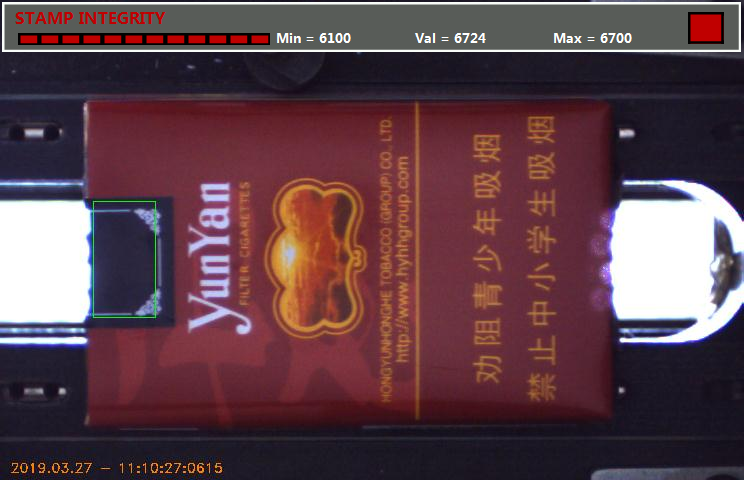 STAMP INTEGRITY
Min = 6100
Val = 6724
Max = 6700
YunYan
FILTER CIGARETTES
HONGYUNHONGHE TOBACCO (GROUP) CO., LTD.
http://www.hyhhgroup.com
劝阻青少年吸烟
禁止中小学生吸烟
2019.03.27 – 11:10:27:0615